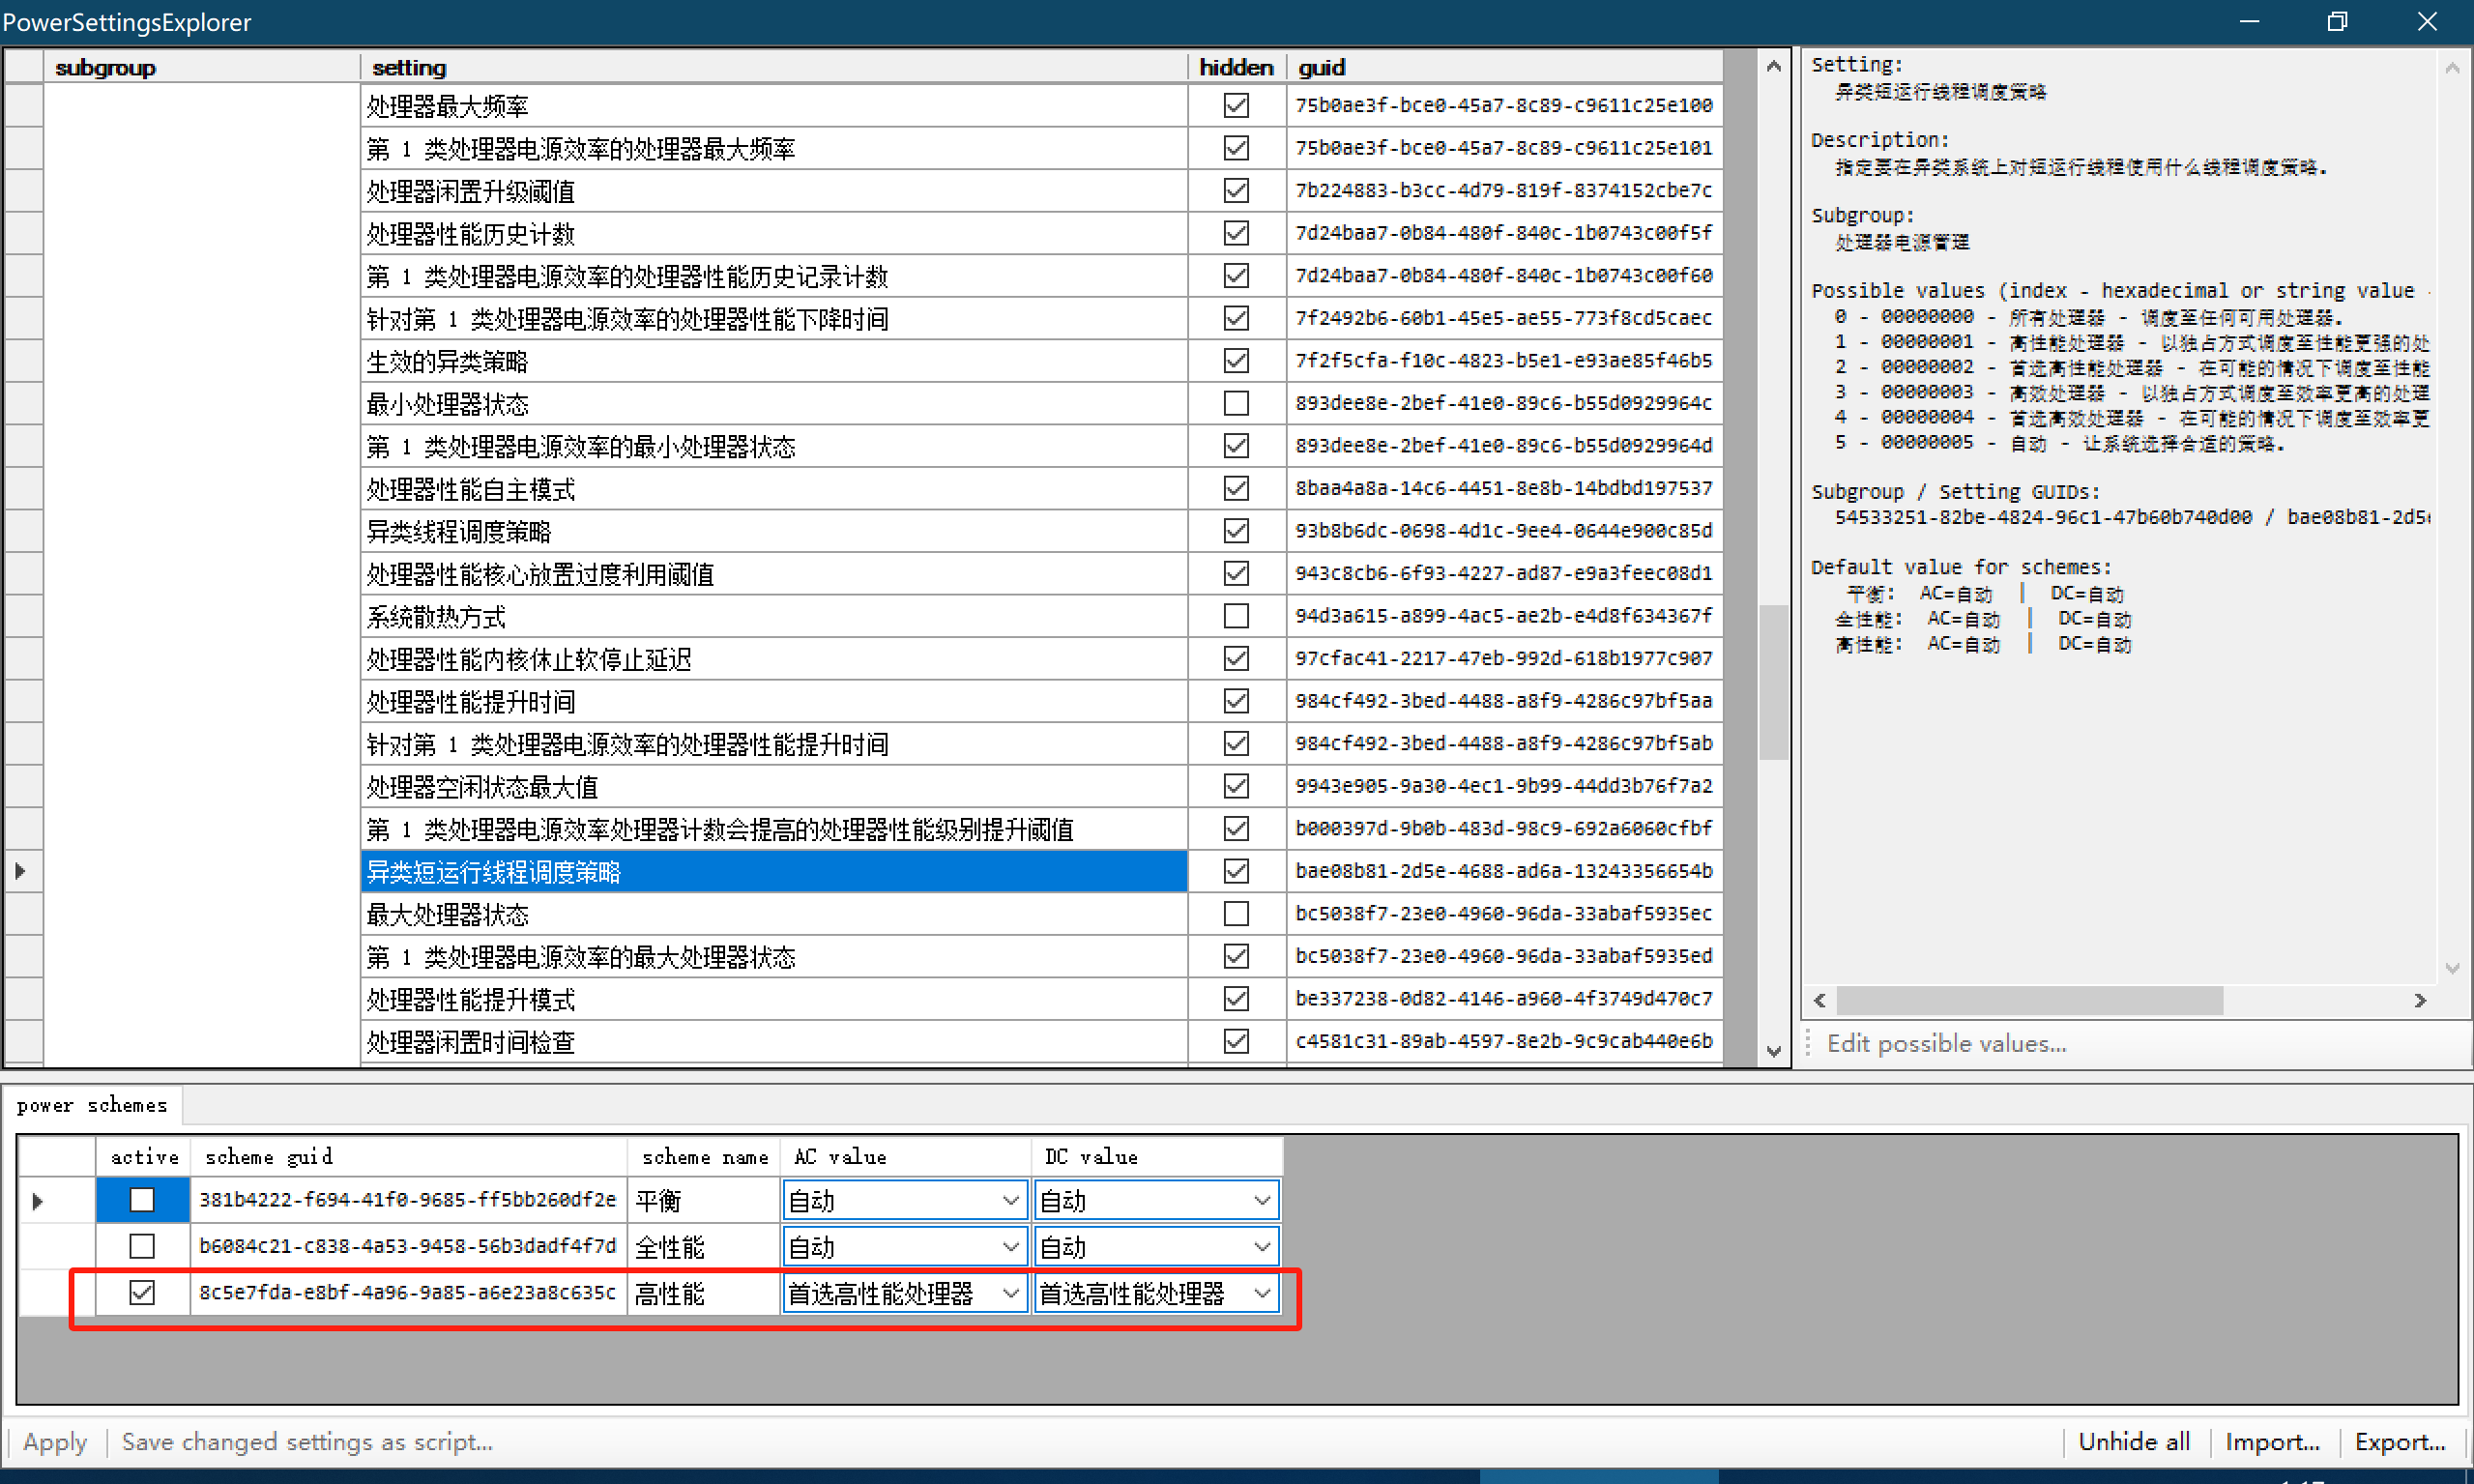 PowerSettingsExplorer
subgroup setting hidden guid
处理器最大频率 75b0ae3f-bce0-45a7-8c89-c9611c25e100
第 1 类处理器电源效率的处理器最大频率 75b0ae3f-bce0-45a7-8c89-c9611c25e101
处理器闲置升级阈值 7b224883-b3cc-4d79-819f-8374152cbe7c
处理器性能历史计数 7d24baa7-0b84-480f-840c-1b0743c00f5f
第 1 类处理器电源效率的处理器性能历史记录计数 7d24baa7-0b84-480f-840c-1b0743c00f60
针对第 1 类处理器电源效率的处理器性能下降时间 7f2492b6-60b1-45e5-ae55-773f8cd5caec
生效的异类策略 7f2f5cfa-f10c-4823-b5e1-e93ae85f46b5
最小处理器状态 893dee8e-2bef-41e0-89c6-b55d0929964c
第 1 类处理器电源效率的最小处理器状态 893dee8e-2bef-41e0-89c6-b55d0929964d
处理器性能自主模式 8baa4a8a-14c6-4451-8e8b-14bdbd197537
异类线程调度策略 93b8b6dc-0698-4d1c-9ee4-0644e900c85d
处理器性能核心放置过度利用阈值 943c8cb6-6f93-4227-ad87-e9a3feec08d1
系统散热方式 94d3a615-a899-4ac5-ae2b-e4d8f634367f
处理器性能内核休止软停止延迟 97cfac41-2217-47eb-992d-618b1977c907
处理器性能提升时间 984cf492-3bed-4488-a8f9-4286c97bf5aa
针对第 1 类处理器电源效率的处理器性能提升时间 984cf492-3bed-4488-a8f9-4286c97bf5ab
处理器空闲状态最大值 9943e905-9a30-4ec1-9b99-44dd3b76f7a2
第 1 类处理器电源效率处理器计数会提高的处理器性能级别提升阈值 b000397d-9b0b-483d-98c9-692a6060cfbf
异类短运行线程调度策略 bae08b81-2d5e-4688-ad6a-13243356654b
最大处理器状态 bc5038f7-23e0-4960-96da-33abaf5935ec
第 1 类处理器电源效率的最大处理器状态 bc5038f7-23e0-4960-96da-33abaf5935ed
处理器性能提升模式 be337238-0d82-4146-a960-4f3749d470c7
处理器闲置时间检查 c4581c31-89ab-4597-8e2b-9c9cab440e6b
Setting:
异类短运行线程调度策略
Description:
指定要在异类系统上对短运行线程使用什么线程调度策略。
Subgroup:
处理器电源管理
Possible values (index - hexadecimal or string value -
0 - 00000000 - 所有处理器 - 调度至任何可用处理器。
1 - 00000001 - 高性能处理器 - 以独占方式调度至性能更强的处
2 - 00000002 - 首选高性能处理器 - 在可能的情况下调度至性能
3 - 00000003 - 高效处理器 - 以独占方式调度至效率更高的处理
4 - 00000004 - 首选高效处理器 - 在可能的情况下调度至效率更
5 - 00000005 - 自动 - 让系统选择合适的策略。
Subgroup / Setting GUIDs:
54533251-82be-4824-96c1-47b60b740d00 / bae08b81-2d5e
Default value for schemes:
平衡: AC=自动 | DC=自动
全性能: AC=自动 | DC=自动
高性能: AC=自动 | DC=自动
Edit possible values...
power schemes
active scheme guid scheme name AC value DC value
381b4222-f694-41f0-9685-ff5bb260df2e 平衡 自动 自动
b6084c21-c838-4a53-9458-56b3dadf4f7d 全性能 自动 自动
8c5e7fda-e8bf-4a96-9a85-a6e23a8c635c 高性能 首选高性能处理器 首选高性能处理器
Apply Save changed settings as script... Unhide all Import... Export...